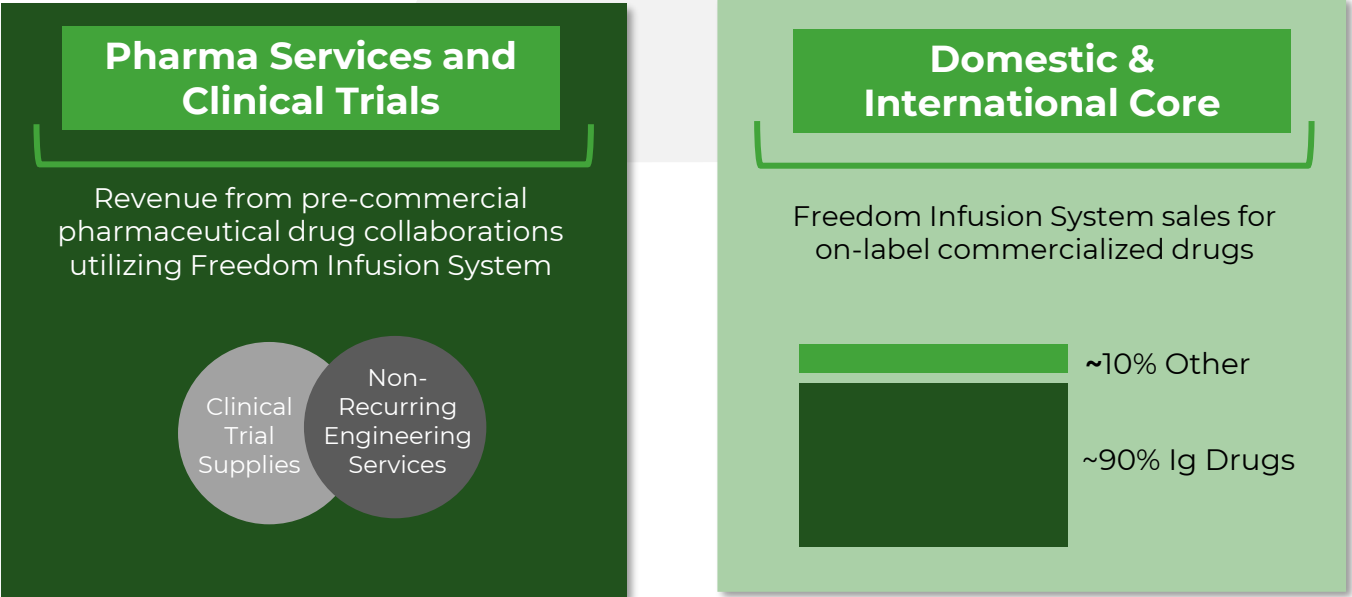 Pharma Services and
Clinical Trials
Revenue from pre-commercial
pharmaceutical drug collaborations
utilizing Freedom Infusion System
Clinical
Trial
Supplies
Non-
Recurring
Engineering
Services
Domestic &
International Core
Freedom Infusion System sales for
on-label commercialized drugs
~10% Other
~90% Ig Drugs